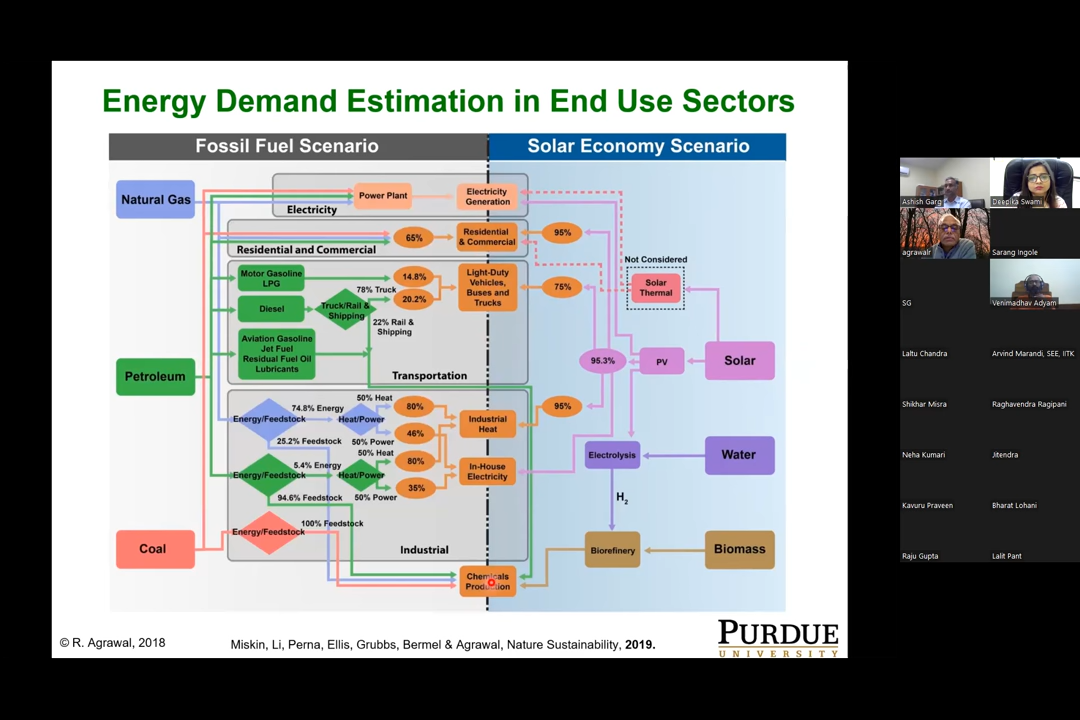 Energy Demand Estimation in End Use Sectors
Fossil Fuel Scenario
Solar Economy Scenario
Natural Gas
Power Plant
Electricity
Generation
Electricity
65%
Residential
& Commercial
95%
Residential and Commercial
Motor Gasoline
LPG
14.8%
78% Truck
20.2%
Light-Duty
Vehicles,
Buses and
Trucks
75%
Not Considered
Solar
Thermal
Diesel
Truck/Rail &
Shipping
22% Rail &
Shipping
Aviation Gasoline
Jet Fuel
Residual Fuel Oil
Lubricants
Transportation
Petroleum
95.3%
PV
Solar
Energy/Feedstock
74.8% Energy
25.2% Feedstock
Heat/Power
50% Heat
50% Power
80%
46%
Industrial
Heat
95%
Energy/Feedstock
5.4% Energy
94.6% Feedstock
Heat/Power
50% Heat
50% Power
80%
35%
In-House
Electricity
Electrolysis
Water
H2
Coal
Energy/Feedstock
100% Feedstock
Industrial
Chemicals
Production
Biorefinery
Biomass
© R. Agrawal, 2018
Miskin, Li, Perna, Ellis, Grubbs, Bermel & Agrawal, Nature Sustainability, 2019.
PURDUE
UNIVERSITY
Ashish Garg
Deepika Swami
agrawalr
Sarang Ingole
SG
Venimadhav Adyam
Laltu Chandra
Arvind Marandi, SEE, IITK
Shikhar Misra
Raghavendra Ragipani
Neha Kumari
Jitendra
Kavuru Praveen
Bharat Lohani
Raju Gupta
Lalit Pant